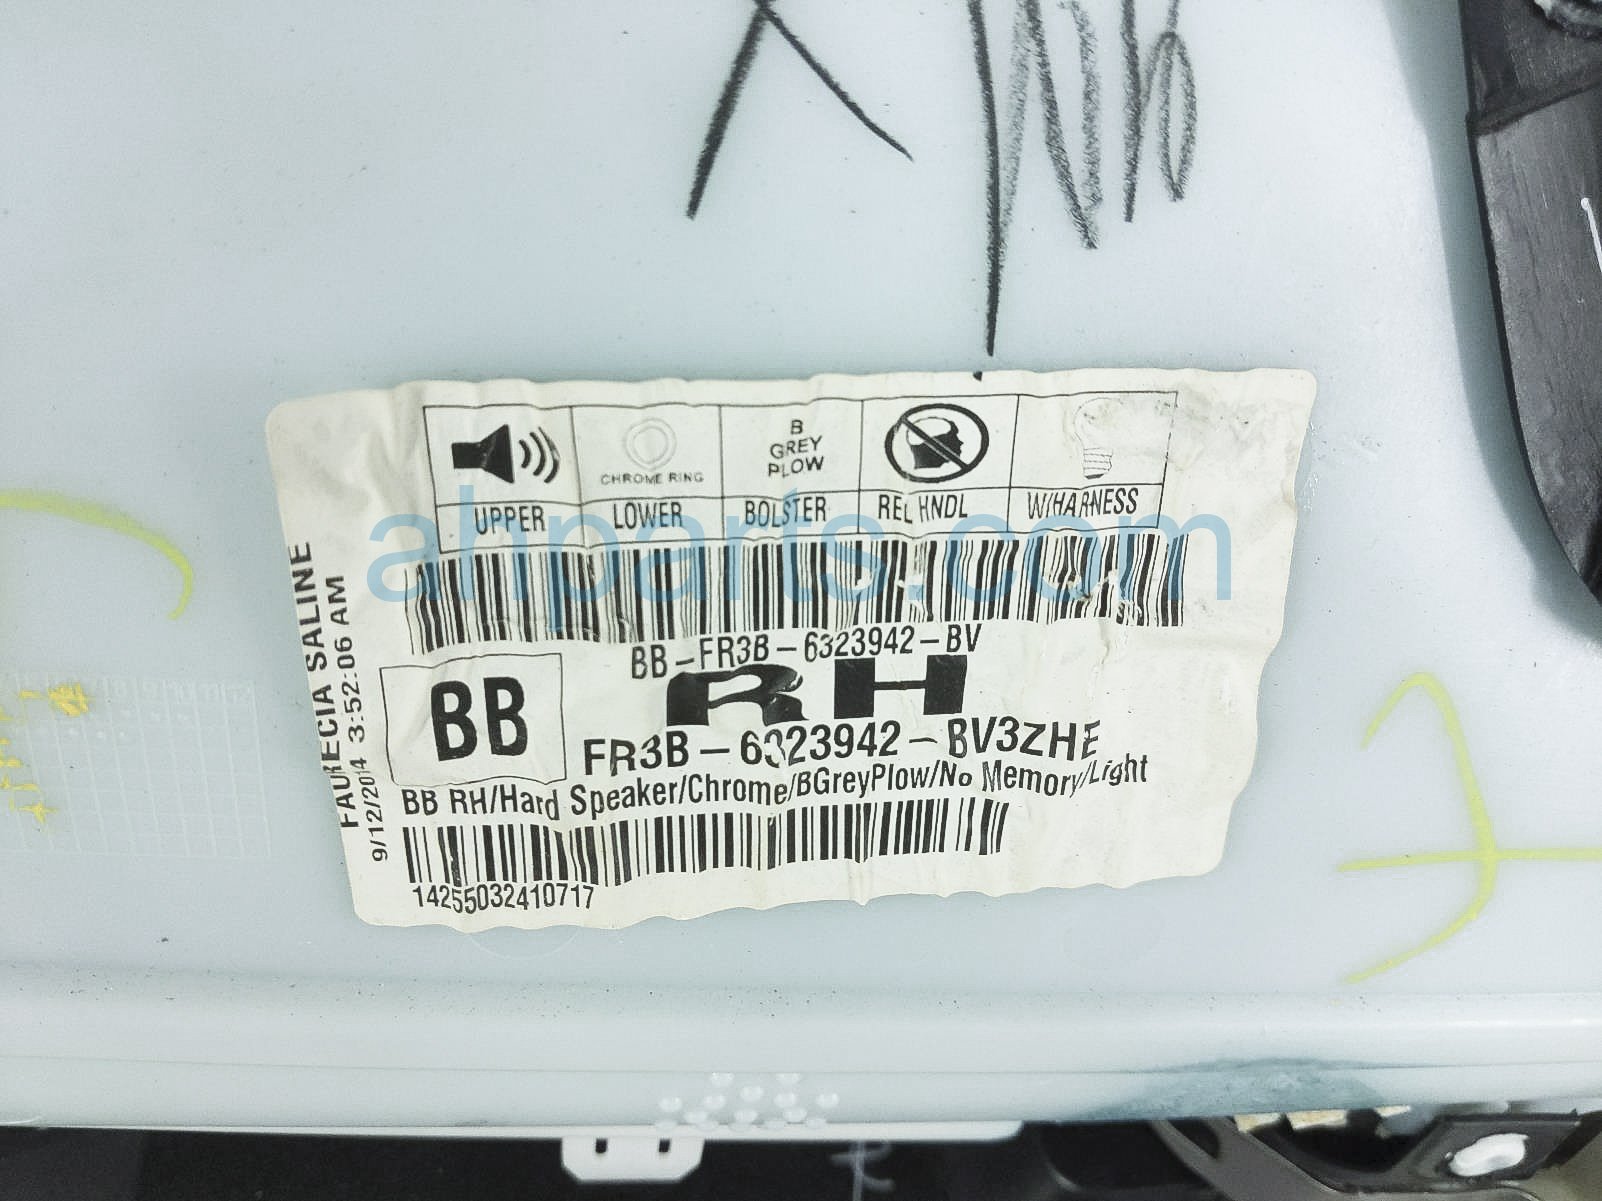 B
GREY
PLOW
CHROME RING
UPPER LOWER BOLSTER REL HNDL W/HARNESS
ahparts.com
BB-FR3B-6323942-BV
RH
BB
FR3B-6323942-BV3ZHE
BB RH/Hard Speaker/Chrome/BGreyPlow/No Memory/Light
14255032410717
FAURECIA SALINE
9/12/2014 3:52:06 AM